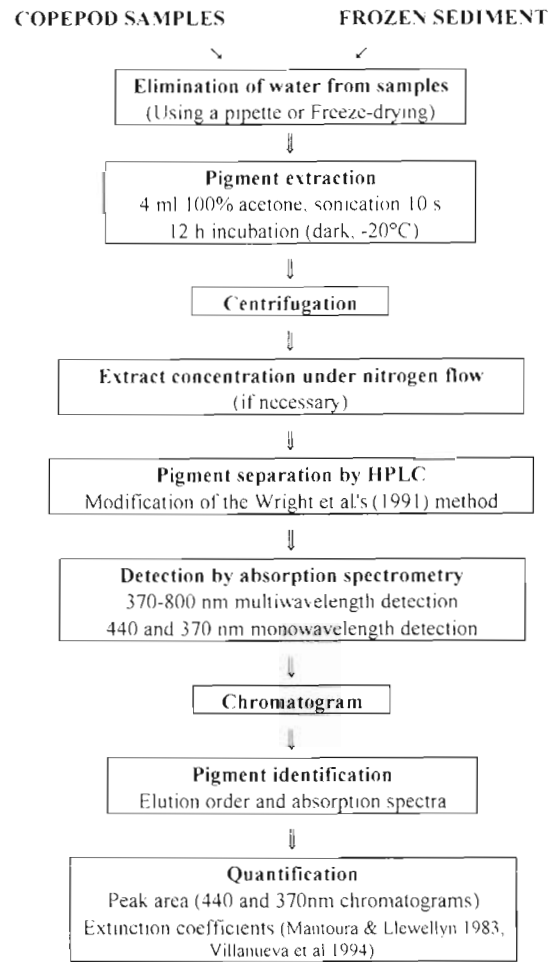 COPEPOD SAMPLES FROZEN SEDIMENT
Elimination of water from samples
(Using a pipette or Freeze-drying)
Pigment extraction
4 ml 100% acetone, sonication 10 s
12 h incubation (dark, -20°C)
Centrifugation
Extract concentration under nitrogen flow
(if necessary)
Pigment separation by HPLC
Modification of the Wright et al.'s (1991) method
Detection by absorption spectrometry
370-800 nm multiwavelength detection
440 and 370 nm monowavelength detection
Chromatogram
Pigment identification
Elution order and absorption spectra
Quantification
Peak area (440 and 370nm chromatograms)
Extinction coefficients (Mantoura & Llewellyn 1983,
Villanueva et al 1994)